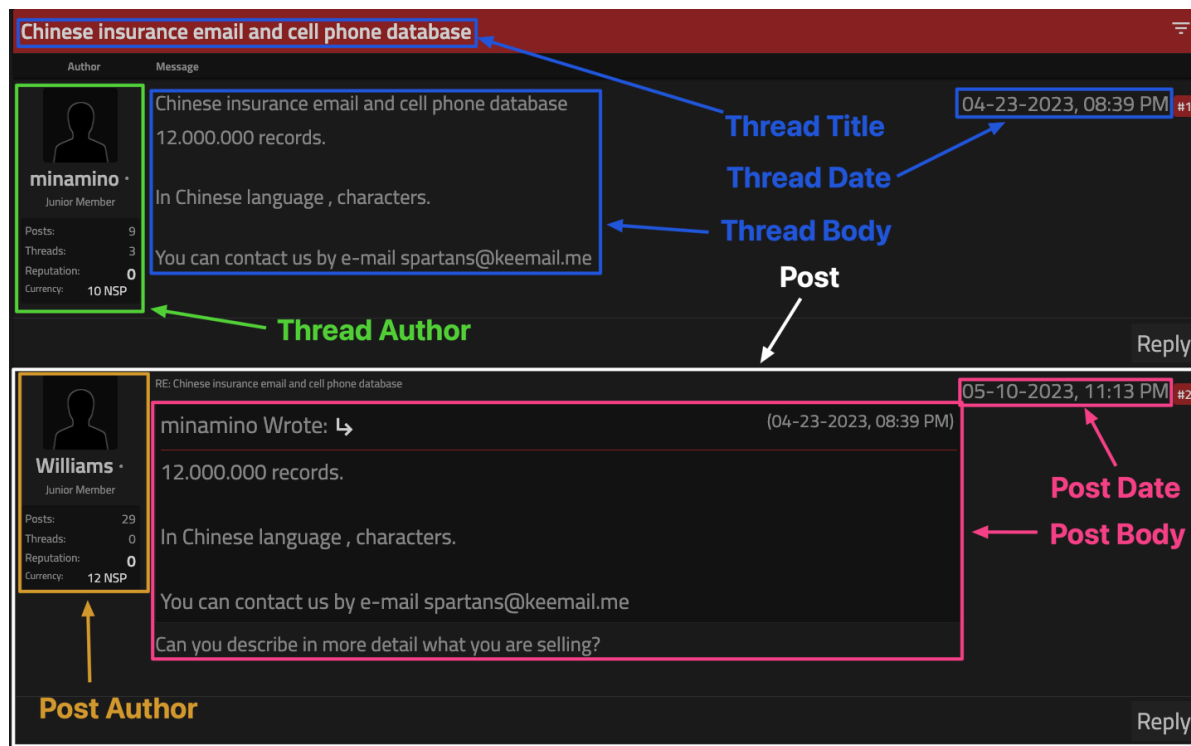 Chinese insurance email and cell phone database
Author Message
Chinese insurance email and cell phone database
04-23-2023, 08:39 PM #1
12.000.000 records.
Thread Title
minamino
Junior Member
Thread Date
In Chinese language , characters.
Posts: 9
Threads: 3
Reputation: 0
Currency: 10 NSP
Thread Body
You can contact us by e-mail spartans@keemail.me
Post
Thread Author
Reply
RE: Chinese insurance email and cell phone database
05-10-2023, 11:13 PM #2
minamino Wrote: (04-23-2023, 08:39 PM)
Williams
Junior Member
12.000.000 records.
Post Date
Posts: 29
Threads: 0
Reputation: 0
Currency: 12 NSP
In Chinese language , characters.
Post Body
You can contact us by e-mail spartans@keemail.me
Can you describe in more detail what you are selling?
Post Author
Reply